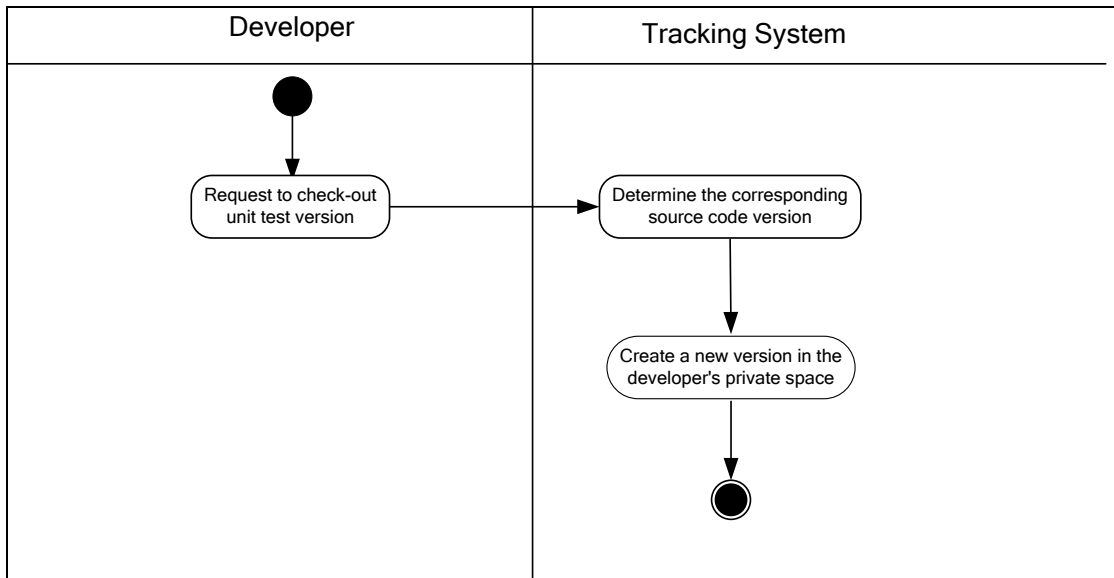 Developer
Tracking System
Request to check-out
unit test version
Determine the corresponding
source code version
Create a new version in the
developer's private space